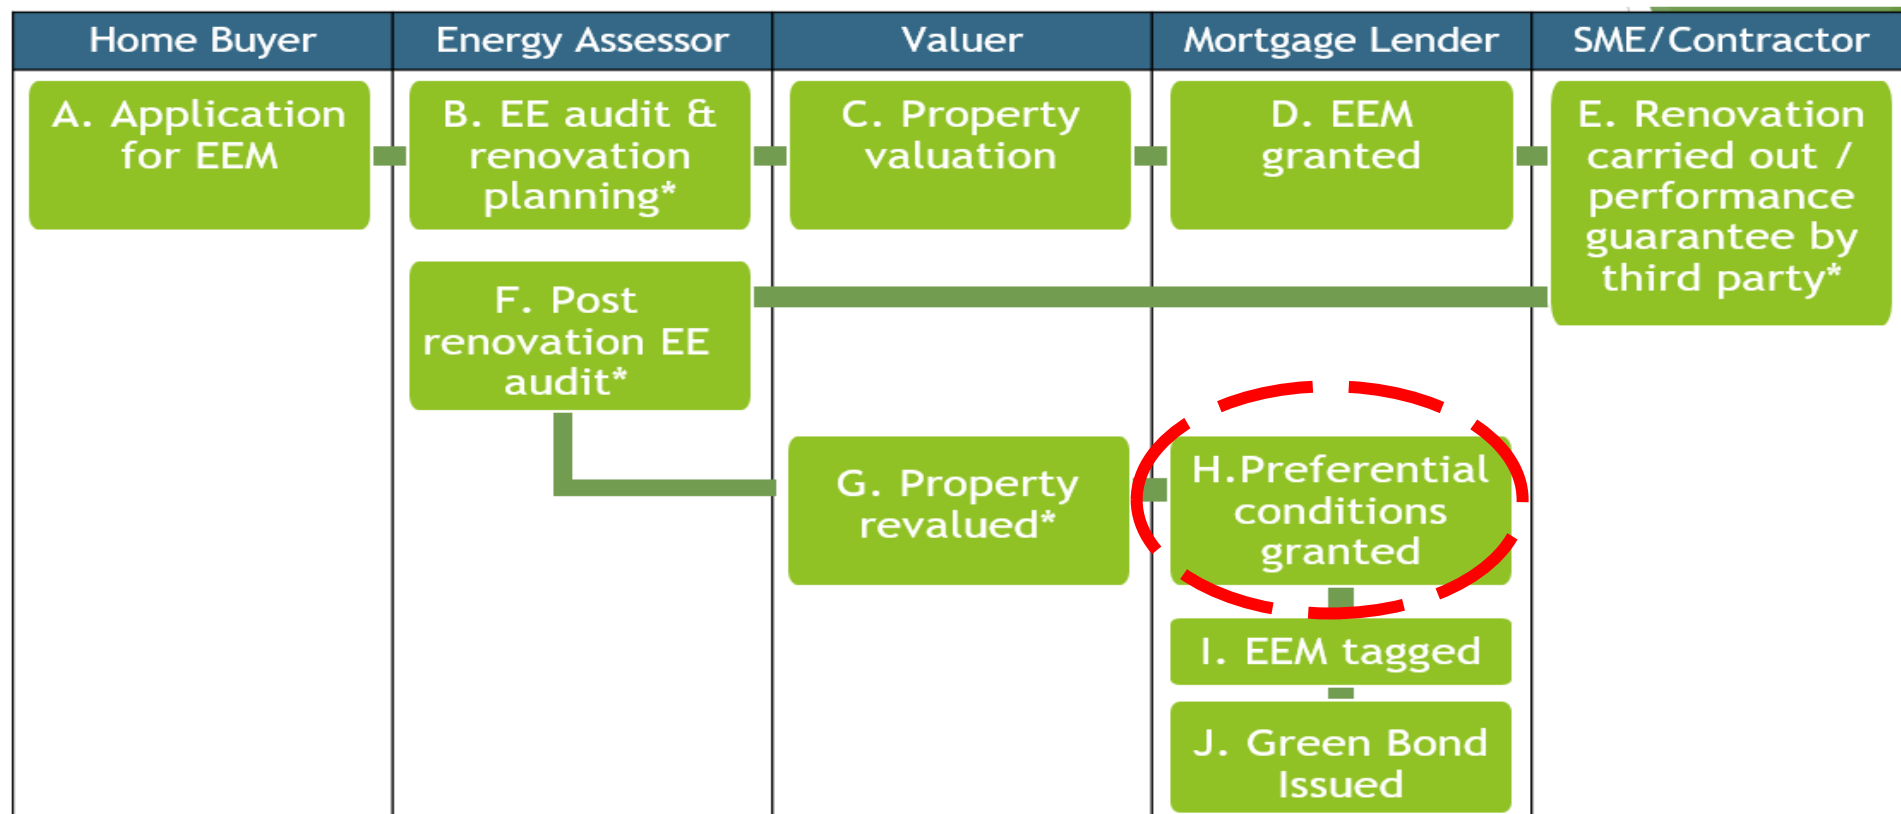 Home Buyer
Energy Assessor
Valuer
Mortgage Lender
SME/Contractor
A. Application
for EEM
B. EE audit &
renovation
planning*
C. Property
valuation
D. EEM
granted
E. Renovation
carried out /
performance
guarantee by
third party*
F. Post
renovation EE
audit*
G. Property
revalued*
H.Preferential
conditions
granted
I. EEM tagged
J. Green Bond
Issued